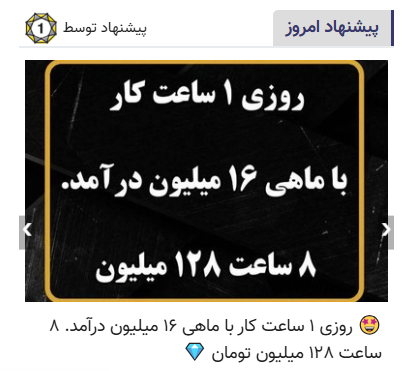 پیشنهاد امروز
پیشنهاد توسط 1
روزی ۱ ساعت کار
با ماهی ۱۶ میلیون درآمد.
۸ ساعت ۱۲۸ میلیون
🤩 روزی ۱ ساعت کار با ماهی ۱۶ میلیون درآمد. ۸
ساعت ۱۲۸ میلیون تومان 💎